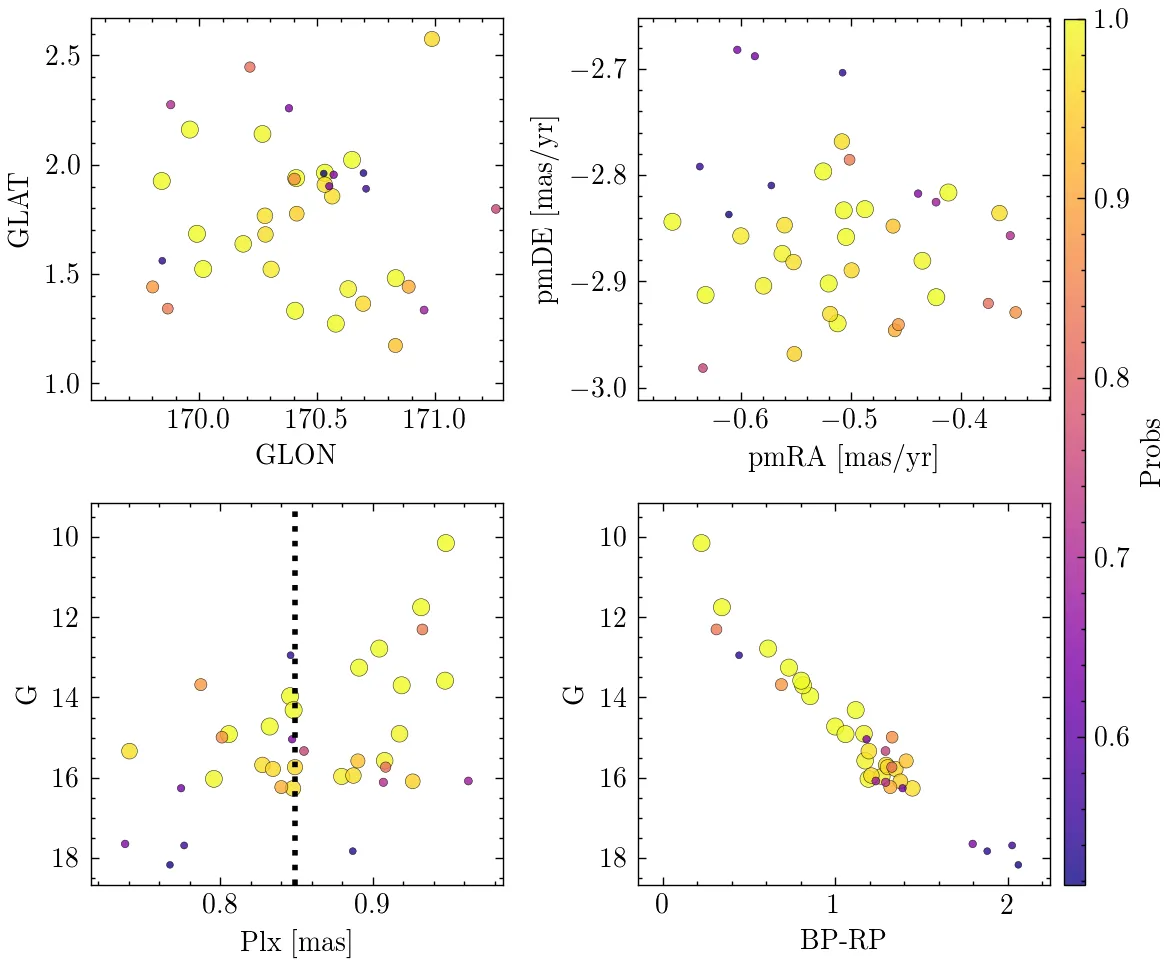 2.5
2.0
1.5
1.0
GLAT
170.0 170.5 171.0
GLON
−2.7
−2.8
−2.9
−3.0
pmDE [mas/yr]
−0.6 −0.5 −0.4
pmRA [mas/yr]
10
12
14
16
18
G
0.8 0.9
Plx [mas]
10
12
14
16
18
G
0 1 2
BP-RP
1.0
0.9
0.8
0.7
0.6
Probs